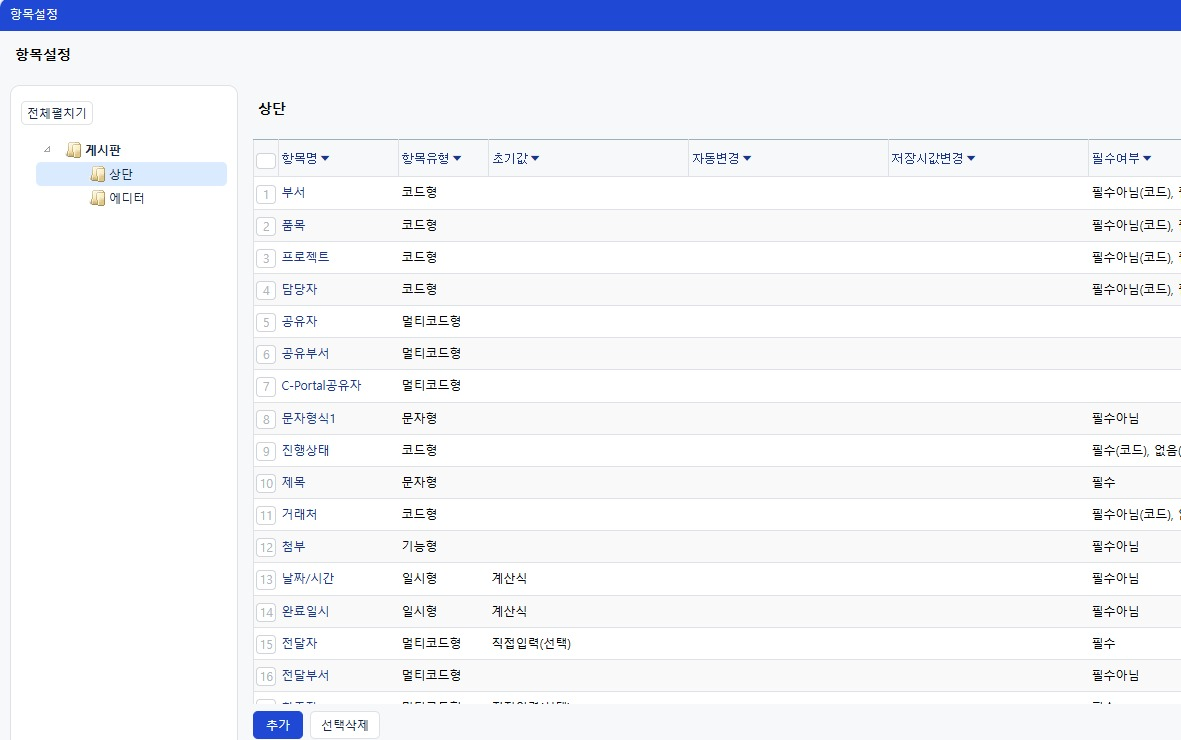 항목설정
항목설정
전체펼치기
게시판
상단
에디터
상단
항목명 항목유형 초기값 자동변경 저장시값변경 필수여부
1 부서 코드형 필수아님(코드),
2 품목 코드형 필수아님(코드),
3 프로젝트 코드형 필수아님(코드),
4 담당자 코드형 필수아님(코드),
5 공유자 멀티코드형
6 공유부서 멀티코드형
7 C-Portal공유자 멀티코드형
8 문자형식1 문자형 필수아님
9 진행상태 코드형 필수(코드), 없음(
10 제목 문자형 필수
11 거래처 코드형 필수아님(코드),
12 첨부 기능형 필수아님
13 날짜/시간 일시형 계산식 필수아님
14 완료일시 일시형 계산식 필수아님
15 전달자 멀티코드형 직접입력(선택) 필수
16 전달부서 멀티코드형 필수아님
추가 선택삭제